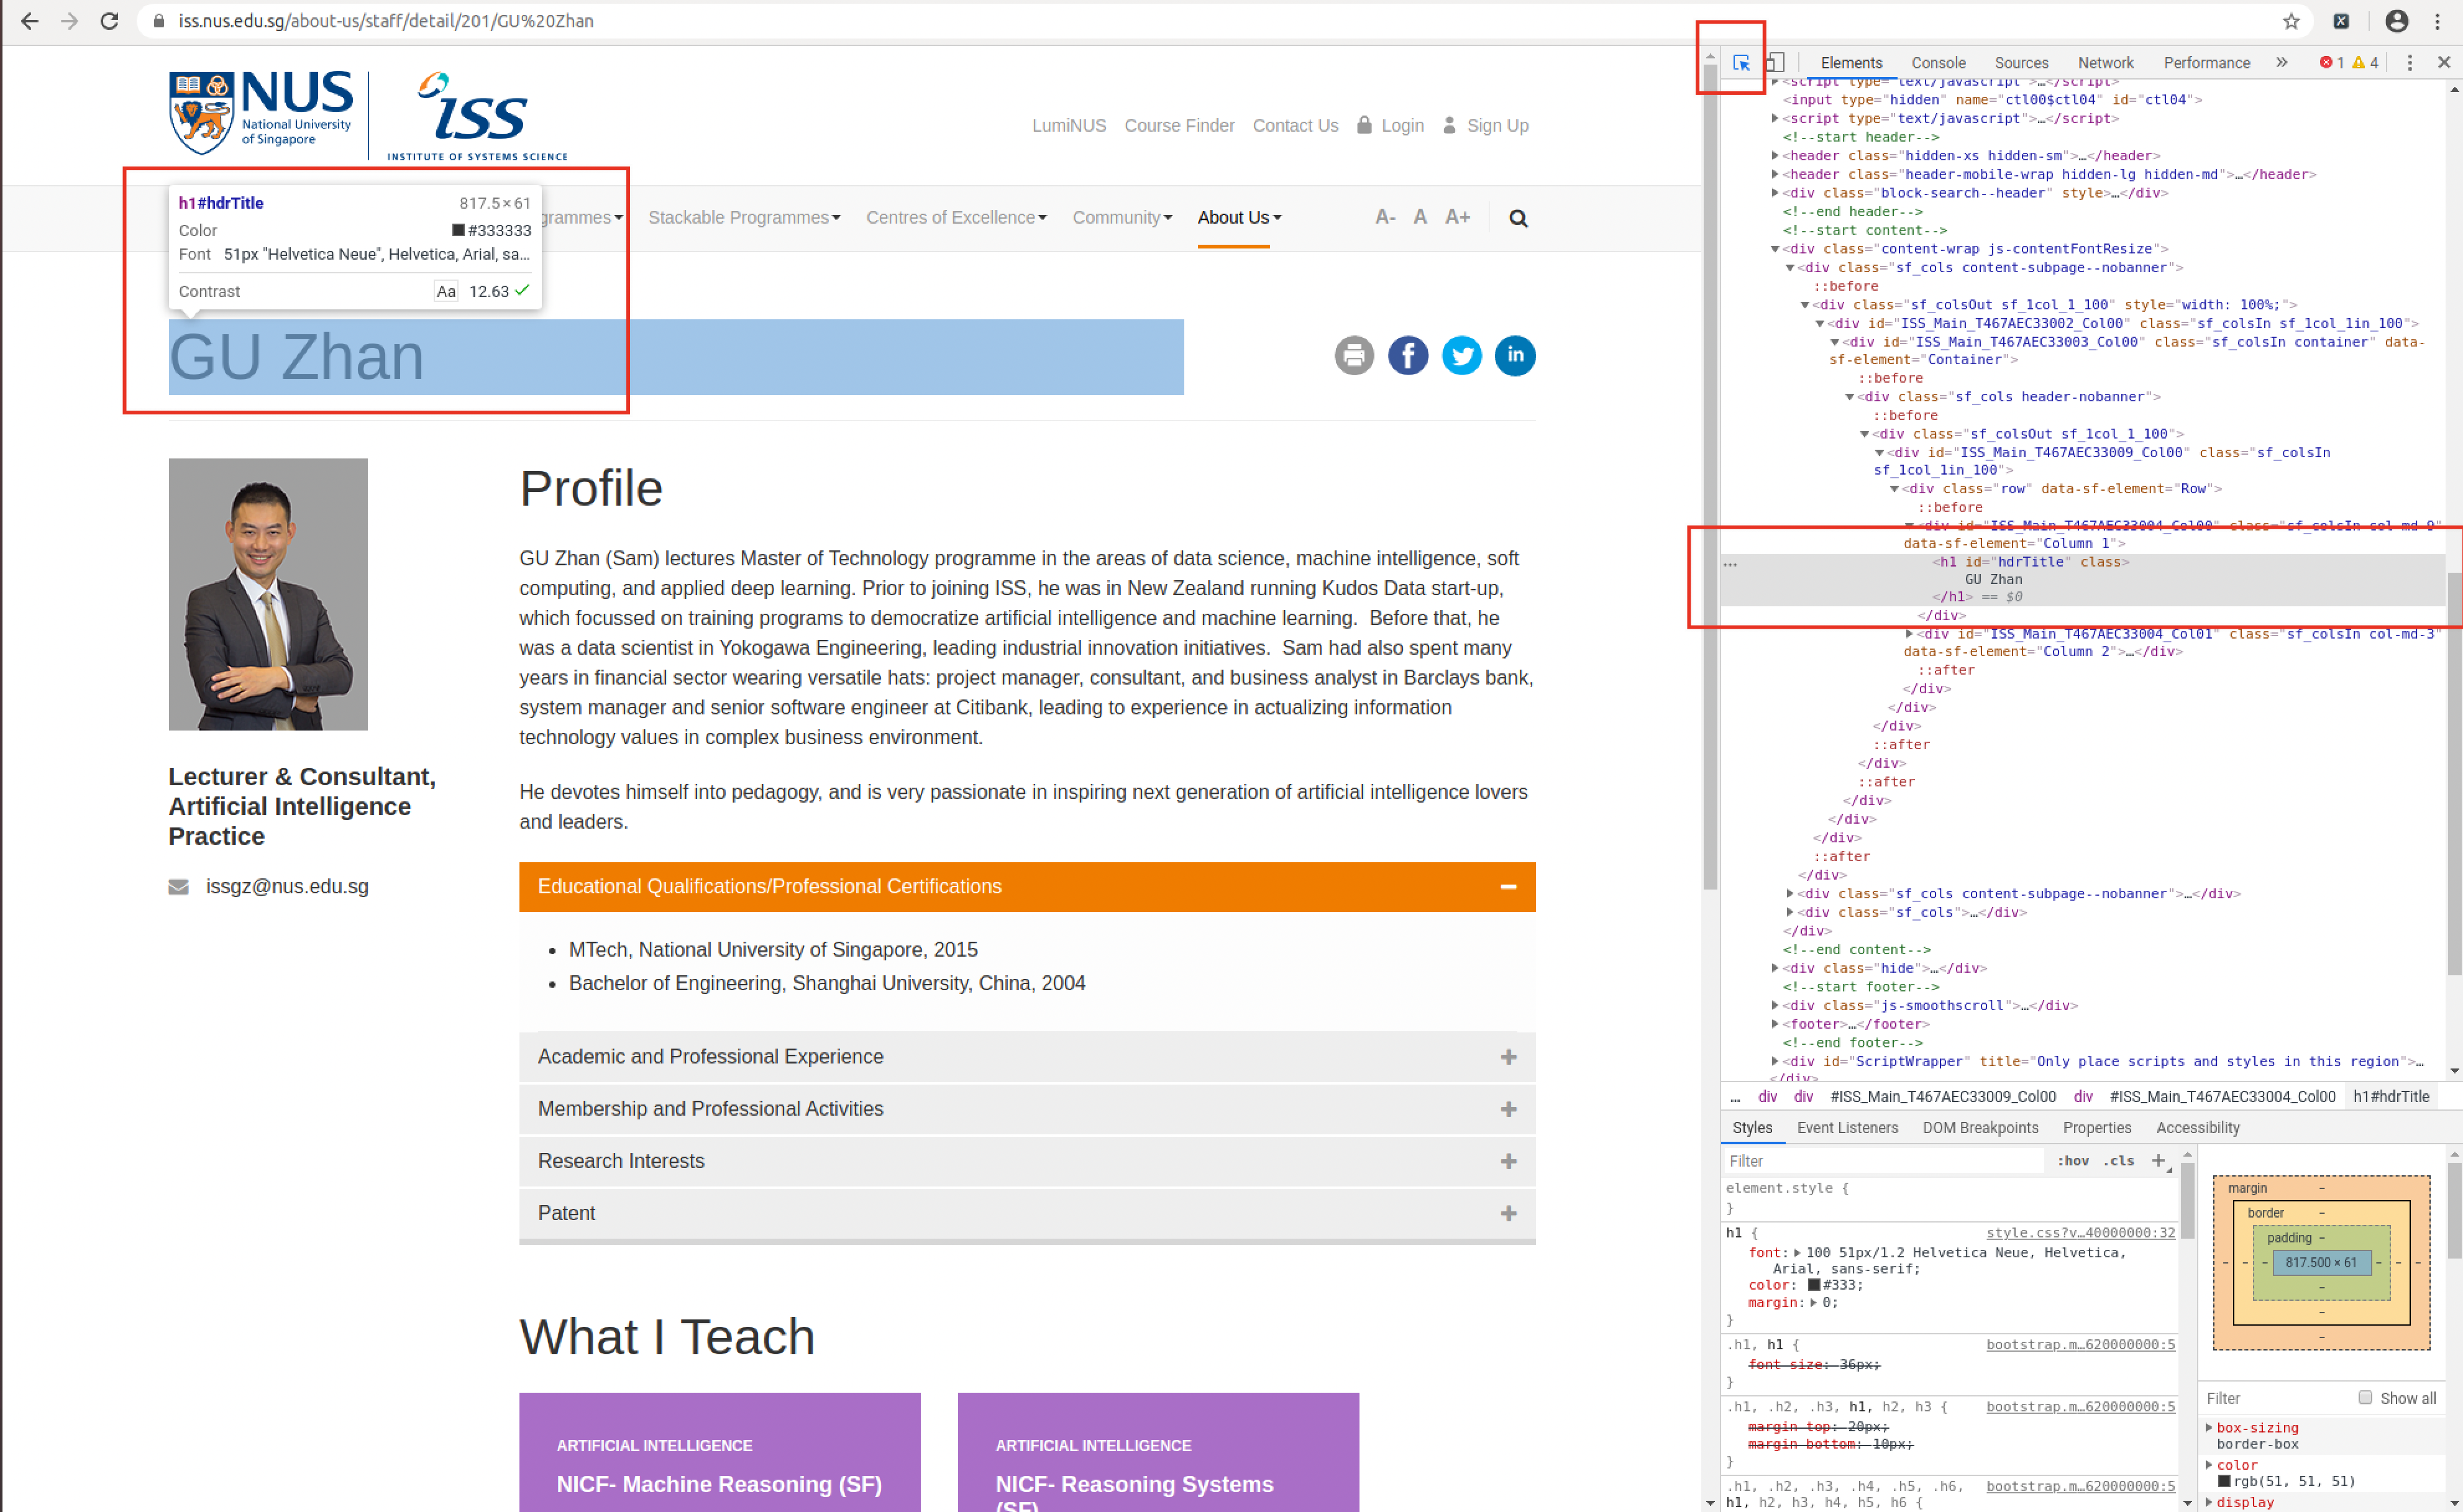 iss.nus.edu.sg/about-us/staff/detail/201/GU%20Zhan
NUS
National University
of Singapore
iss
INSTITUTE OF SYSTEMS SCIENCE
LumiNUS Course Finder Contact Us Login Sign Up
grammes Stackable Programmes Centres of Excellence Community About Us A- A A+
h1#hdrTitle 817.5 × 61
Color #333333
Font 51px "Helvetica Neue", Helvetica, Arial, sa…
Contrast Aa 12.63
GU Zhan
Profile
GU Zhan (Sam) lectures Master of Technology programme in the areas of data science, machine intelligence, soft
computing, and applied deep learning. Prior to joining ISS, he was in New Zealand running Kudos Data start-up,
which focussed on training programs to democratize artificial intelligence and machine learning.  Before that, he
was a data scientist in Yokogawa Engineering, leading industrial innovation initiatives.  Sam had also spent many
years in financial sector wearing versatile hats: project manager, consultant, and business analyst in Barclays bank,
system manager and senior software engineer at Citibank, leading to experience in actualizing information
technology values in complex business environment.
He devotes himself into pedagogy, and is very passionate in inspiring next generation of artificial intelligence lovers
and leaders.
Lecturer & Consultant,
Artificial Intelligence
Practice
issgz@nus.edu.sg
Educational Qualifications/Professional Certifications
• MTech, National University of Singapore, 2015
• Bachelor of Engineering, Shanghai University, China, 2004
Academic and Professional Experience
Membership and Professional Activities
Research Interests
Patent
What I Teach
ARTIFICIAL INTELLIGENCE
NICF- Machine Reasoning (SF)
ARTIFICIAL INTELLIGENCE
NICF- Reasoning Systems
(SF)
Elements Console Sources Network Performance » 1 4
<script type="text/javascript">…</script>
<input type="hidden" name="ctl00$ctl04" id="ctl04">
<script type="text/javascript">…</script>
<!--start header-->
<header class="hidden-xs hidden-sm">…</header>
<header class="header-mobile-wrap hidden-lg hidden-md">…</header>
<div class="block-search--header" style>…</div>
<!--end header-->
<!--start content-->
<div class="content-wrap js-contentFontResize">
<div class="sf_cols content-subpage--nobanner">
::before
<div class="sf_colsOut sf_1col_1_100" style="width: 100%;">
<div id="ISS_Main_T467AEC33002_Col00" class="sf_colsIn sf_1col_1in_100">
<div id="ISS_Main_T467AEC33003_Col00" class="sf_colsIn container" data-
sf-element="Container">
::before
<div class="sf_cols header-nobanner">
::before
<div class="sf_colsOut sf_1col_1_100">
<div id="ISS_Main_T467AEC33009_Col00" class="sf_colsIn
sf_1col_1in_100">
<div class="row" data-sf-element="Row">
::before
<div id="ISS_Main_T467AEC33004_Col00" class="sf_colsIn col-md-9"
data-sf-element="Column 1">
<h1 id="hdrTitle" class>
GU Zhan
</h1> == $0
</div>
<div id="ISS_Main_T467AEC33004_Col01" class="sf_colsIn col-md-3"
data-sf-element="Column 2">…</div>
::after
</div>
</div>
</div>
::after
</div>
::after
</div>
</div>
</div>
::after
</div>
<div class="sf_cols content-subpage--nobanner">…</div>
<div class="sf_cols">…</div>
</div>
<!--end content-->
<div class="hide">…</div>
<!--start footer-->
<div class="js-smoothscroll">…</div>
<footer>…</footer>
<!--end footer-->
<div id="ScriptWrapper" title="Only place scripts and styles in this region">…
</div>
… div div #ISS_Main_T467AEC33009_Col00 div #ISS_Main_T467AEC33004_Col00 h1#hdrTitle
Styles Event Listeners DOM Breakpoints Properties Accessibility
Filter :hov .cls +
element.style {
}
h1 { style.css?v…40000000:32
font: 100 51px/1.2 Helvetica Neue, Helvetica,
Arial, sans-serif;
color: #333;
margin: 0;
}
.h1, h1 { bootstrap.m…620000000:5
font-size: 36px;
}
.h1, .h2, .h3, h1, h2, h3 { bootstrap.m…620000000:5
margin-top: 20px;
margin-bottom: 10px;
}
.h1, .h2, .h3, .h4, .h5, .h6, bootstrap.m…620000000:5
h1, h2, h3, h4, h5, h6 {
margin –
border –
padding –
– – – 817.500 × 61 – – –
–
–
–
Filter Show all
box-sizing
border-box
color
rgb(51, 51, 51)
display